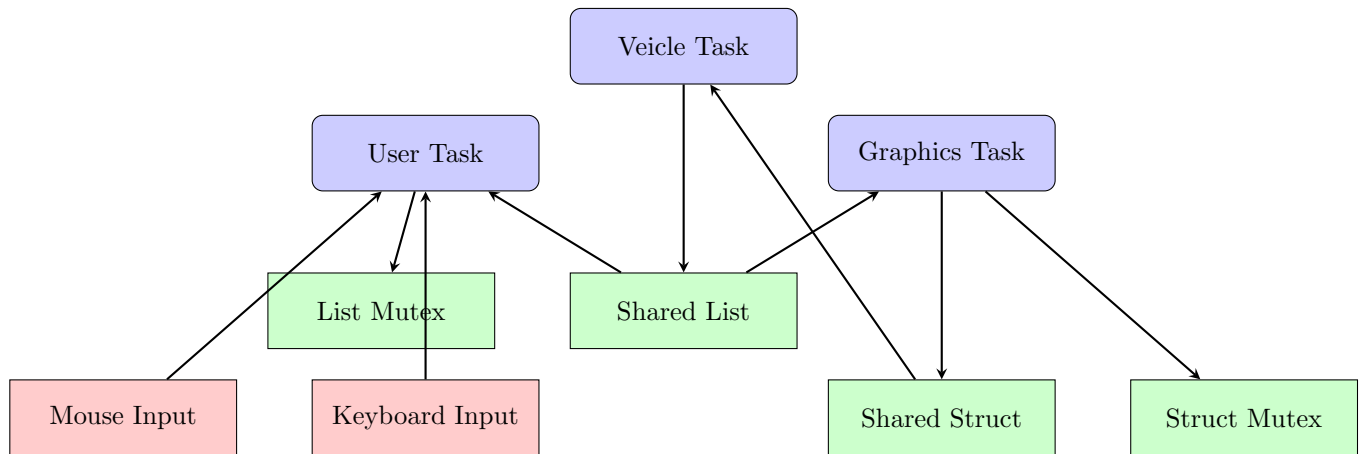 Veicle Task
User Task
Graphics Task
List Mutex
Shared List
Mouse Input
Keyboard Input
Shared Struct
Struct Mutex